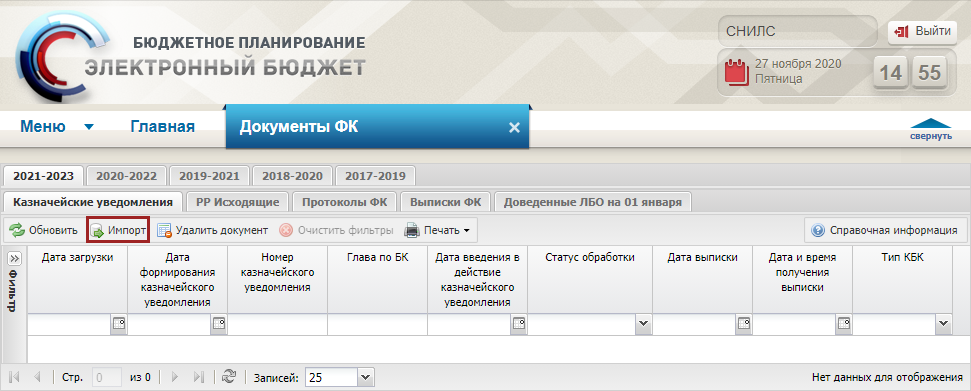 БЮДЖЕТНОЕ ПЛАНИРОВАНИЕ
ЭЛЕКТРОННЫЙ БЮДЖЕТ
СНИЛС
Выйти
27 ноября 2020
Пятница
14 55
Меню Главная Документы ФК
свернуть
2021-2023 2020-2022 2019-2021 2018-2020 2017-2019
Казначейские уведомления РР Исходящие Протоколы ФК Выписки ФК Доведенные ЛБО на 01 января
Обновить Импорт Удалить документ Очистить фильтры Печать Справочная информация
Фильтр
Дата загрузки
Дата формирования казначейского уведомления
Номер казначейского уведомления
Глава по БК
Дата введения в действие казначейского уведомления
Статус обработки
Дата выписки
Дата и время получения выписки
Тип КБК
Стр. 0 из 0 Записей: 25 Нет данных для отображения